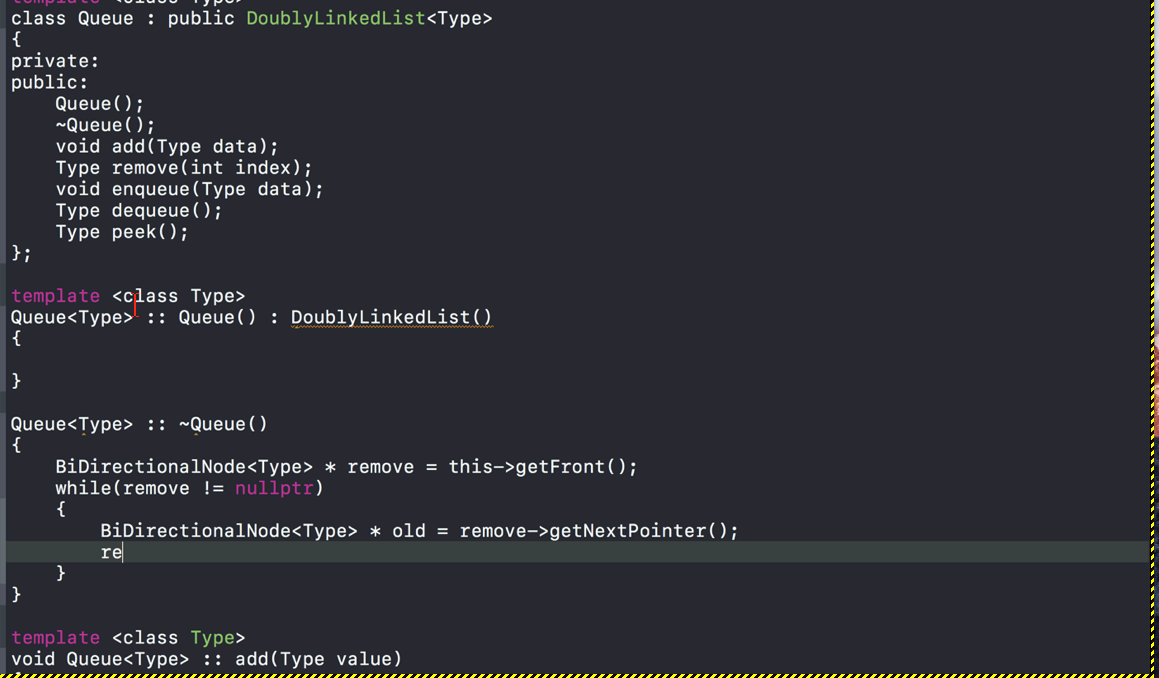 template <class Type>
class Queue : public DoublyLinkedList<Type>
{
private:
public:
    Queue();
    ~Queue();
    void add(Type data);
    Type remove(int index);
    void enqueue(Type data);
    Type dequeue();
    Type peek();
};
template <class Type>
Queue<Type> :: Queue() : DoublyLinkedList()
{
}
Queue<Type> :: ~Queue()
{
    BiDirectionalNode<Type> * remove = this->getFront();
    while(remove != nullptr)
    {
        BiDirectionalNode<Type> * old = remove->getNextPointer();
        re
    }
}
template <class Type>
void Queue<Type> :: add(Type value)